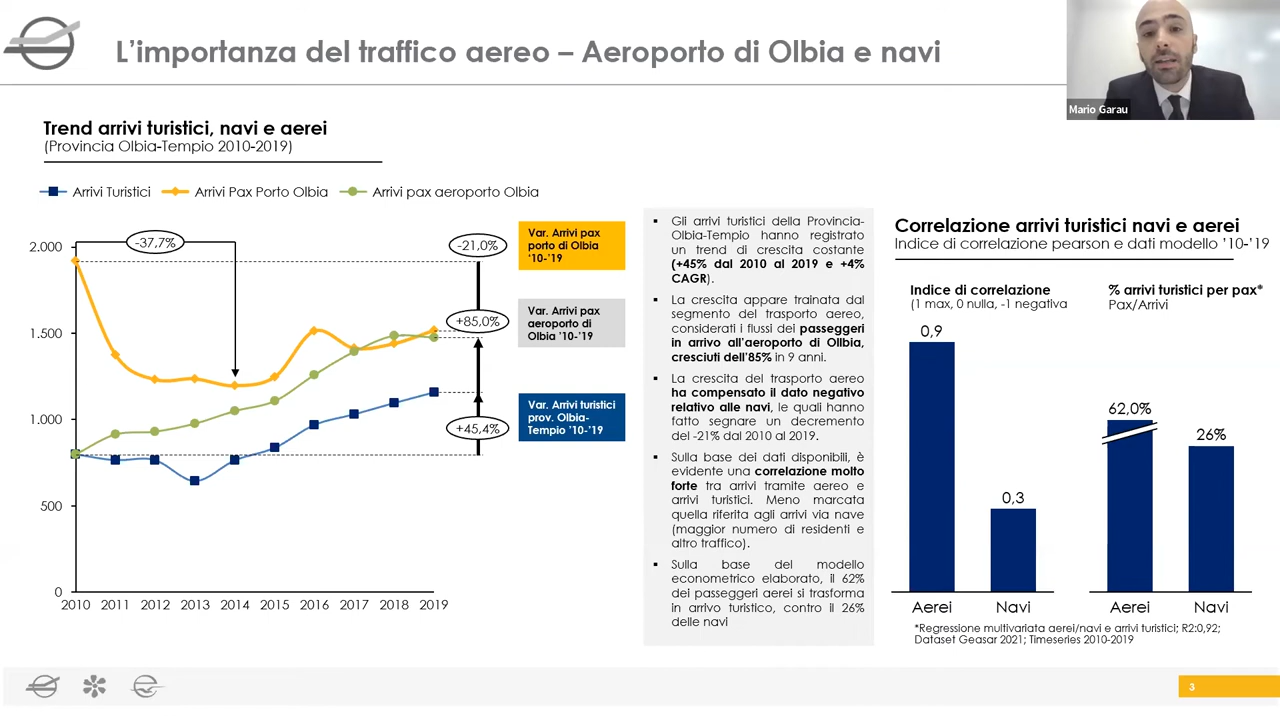 L'importanza del traffico aereo – Aeroporto di Olbia e navi
Mario Garau
Trend arrivi turistici, navi e aerei
(Provincia Olbia-Tempio 2010-2019)
Arrivi Turistici
Arrivi Pax Porto Olbia
Arrivi pax aeroporto Olbia
2.000
1.500
1.000
500
0
2010 2011 2012 2013 2014 2015 2016 2017 2018 2019
-37,7%
-21,0%
+85,0%
+45,4%
Var. Arrivi pax
porto di Olbia
'10-'19
Var. Arrivi pax
aeroporto di
Olbia '10-'19
Var. Arrivi turistici
prov. Olbia-
Tempio '10-'19
▪ Gli arrivi turistici della Provincia-
Olbia-Tempio hanno registrato
un trend di crescita costante
(+45% dal 2010 al 2019 e +4%
CAGR).
▪ La crescita appare trainata dal
segmento del trasporto aereo,
considerati i flussi dei passeggeri
in arrivo all'aeroporto di Ollbia,
cresciuti dell'85% in 9 anni.
▪ La crescita del trasporto aereo
ha compensato il dato negativo
relativo alle navi, le quali hanno
fatto segnare un decremento
del -21% dal 2010 al 2019.
▪ Sulla base dei dati disponibili, è
evidente una correlazione molto
forte tra arrivi tramite aereo e
arrivi turistici. Meno marcata
quella riferita agli arrivi via nave
(maggior numero di residenti e
altro traffico).
▪ Sulla base del modello
econometrico elaborato, il 62%
dei passeggeri aerei si trasforma
in arrivo turistico, contro il 26%
delle navi
Correlazione arrivi turistici navi e aerei
Indice di correlazione pearson e dati modello '10-'19
Indice di correlazione
(1 max, 0 nulla, -1 negativa
0,9
0,3
Aerei Navi
% arrivi turistici per pax*
Pax/Arrivi
62,0%
26%
Aerei Navi
*Regressione multivariata aerei/navi e arrivi turistici; R2:0,92;
Dataset Geasar 2021; Timeseries 2010-2019
3